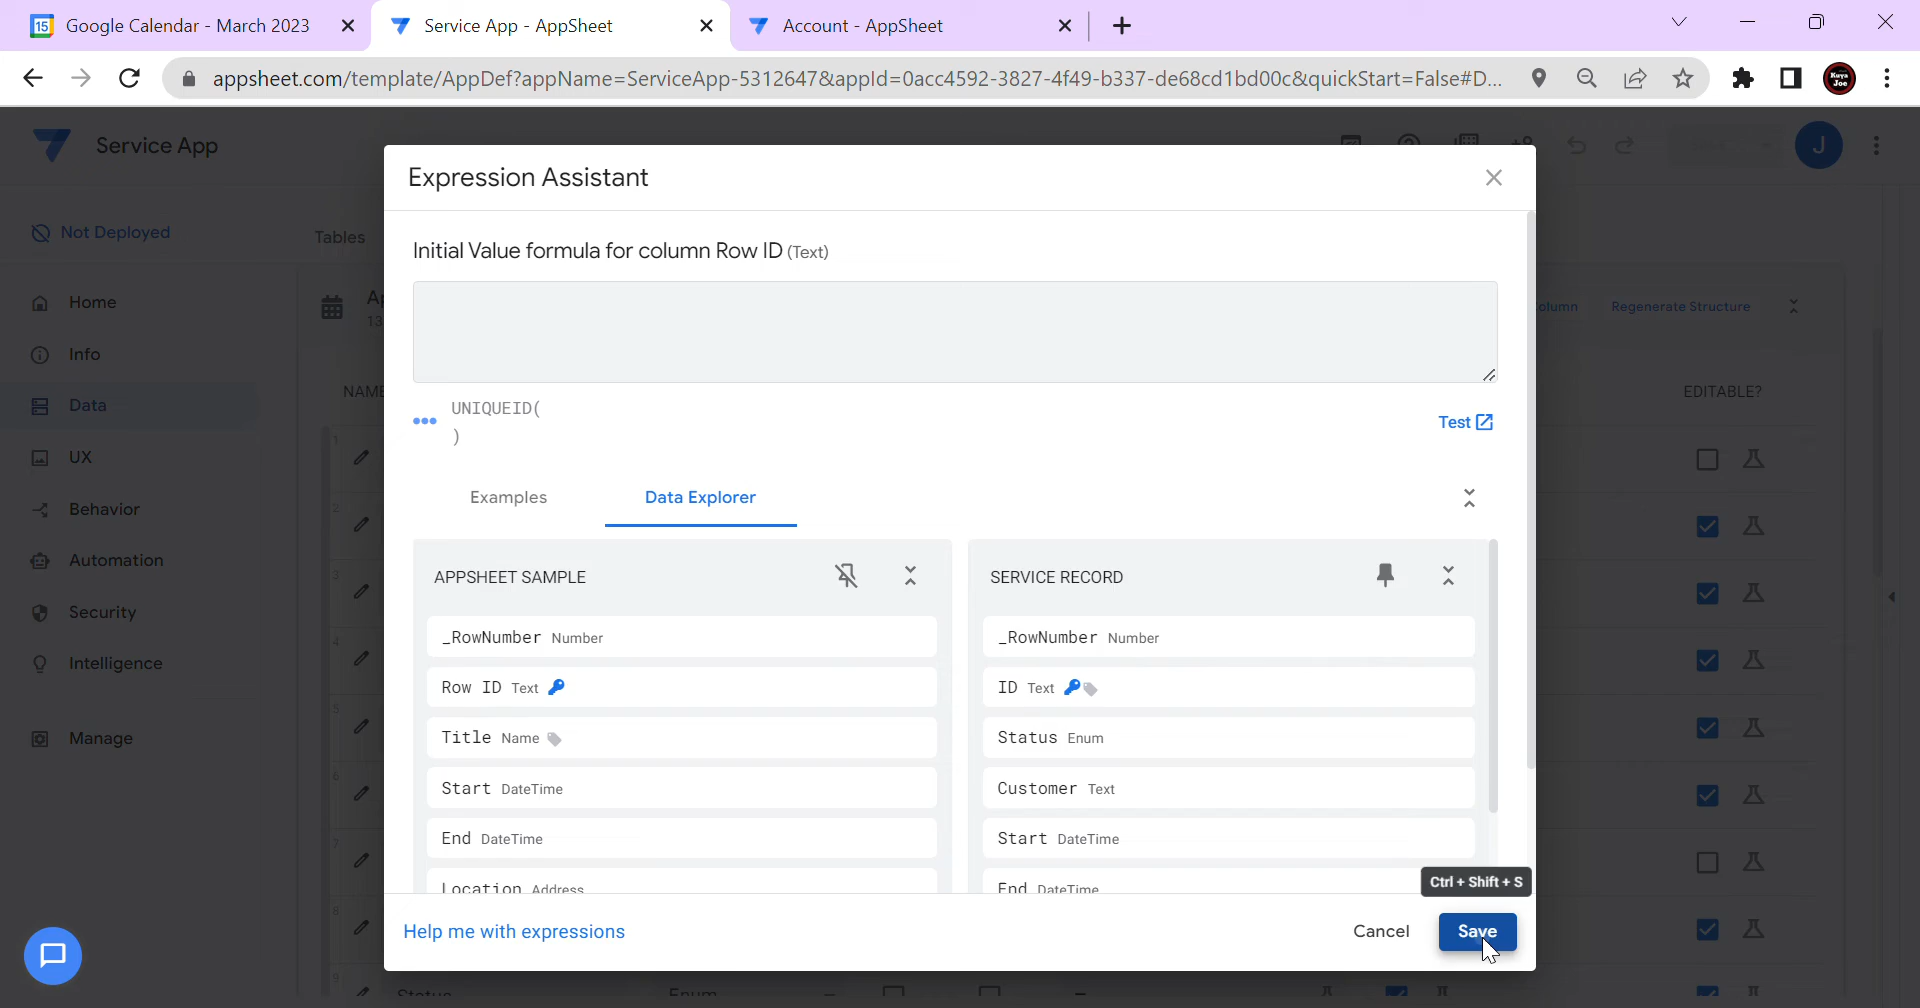 Google Calendar - March 2023
Service App - AppSheet
Account - AppSheet
appsheet.com/template/AppDef?appName=ServiceApp-5312647&appId=0acc4592-3827-4f49-b337-de68cd1bd00c&quickStart=False#D...
Service App
J
Expression Assistant
Not Deployed
Tables
Initial Value formula for column Row ID (Text)
Home
Info
Data
UX
Behavior
Automation
Security
Intelligence
Manage
13
Regenerate Structure
NAME
EDITABLE?
UNIQUEID(
)
Test
Examples
Data Explorer
APPSHEET SAMPLE
_RowNumber Number
Row ID Text
Title Name
Start DateTime
End DateTime
Location Address
SERVICE RECORD
_RowNumber Number
ID Text
Status Enum
Customer Text
Start DateTime
End DateTime
Ctrl + Shift + S
Help me with expressions
Cancel
Save
Status
Enum